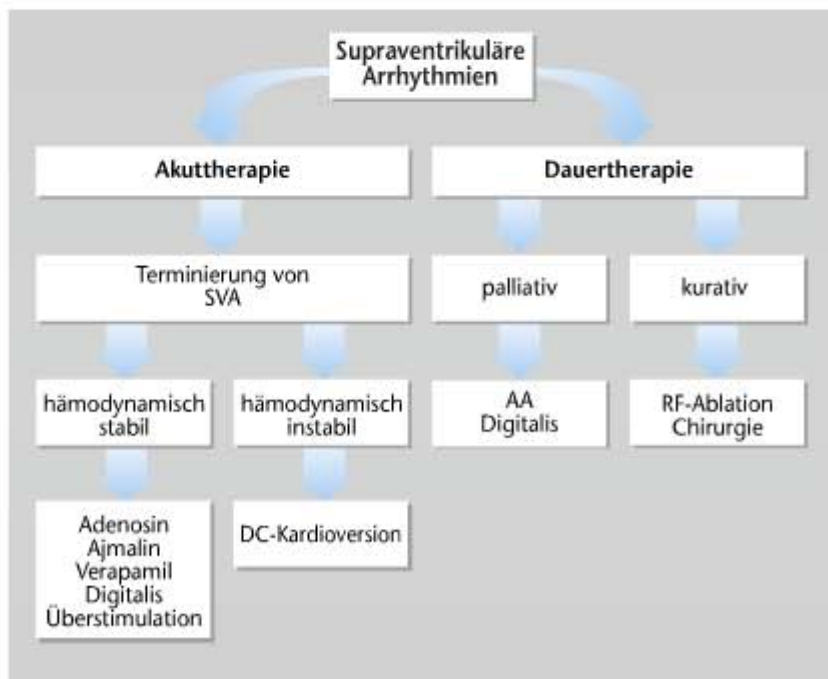 Supraventrikuläre
Arrhythmien
Akuttherapie
Dauertherapie
Terminierung von
SVA
palliativ
kurativ
hämodynamisch
stabil
hämodynamisch
instabil
AA
Digitalis
RF-Ablation
Chirurgie
Adenosin
Ajmalin
Verapamil
Digitalis
Überstimulation
DC-Kardioversion